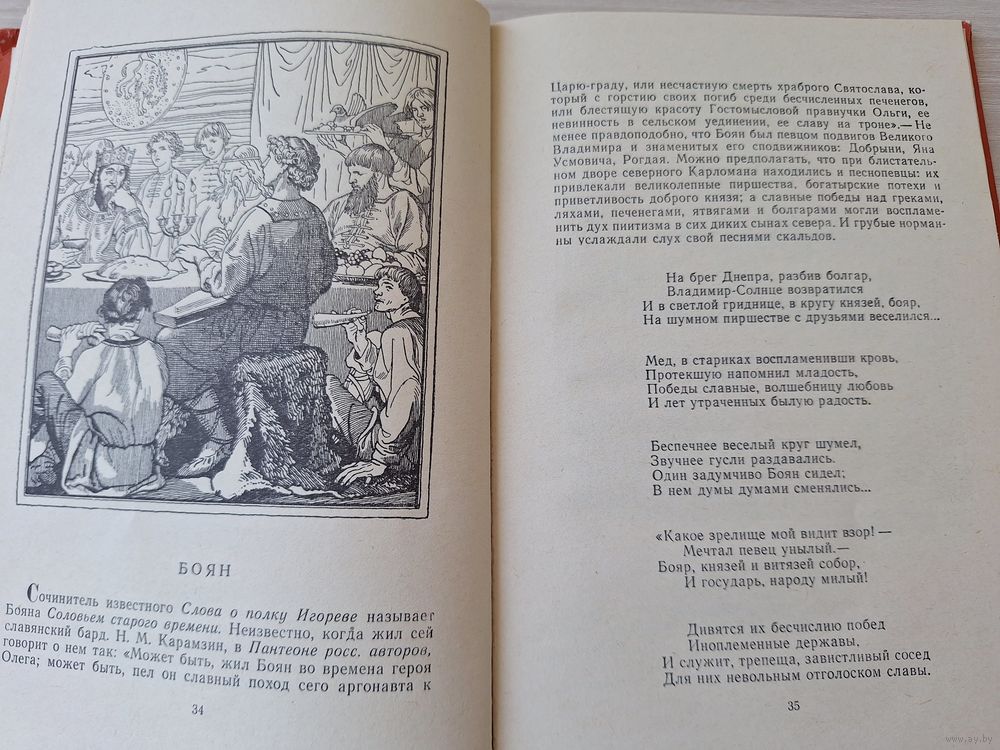 БОЯН
Сочинитель известного Слова о полку Игореве называет
Бояна Соловьем старого времени. Неизвестно, когда жил сей
славянский бард. Н. М. Карамзин, в Пантеоне росс. авторов,
говорит о нем так: «Может быть, жил Боян во времена героя
Олега; может быть, пел он славный поход сего аргонавта к
34
Царю-граду, или несчастную смерть храброго Святослава, ко-
торый с горстию своих погиб среди бесчисленных печенегов,
или блестящую красоту Гостомысловой правнучки Ольги, ее
невинность в сельском уединении, ее славу на троне».— Не
менее правдоподобно, что Боян был певцом подвигов Великого
Владимира и знаменитых его сподвижников: Добрыни, Яна
Усмовича, Рогдая. Можно предполагать, что при блистатель-
ном дворе северного Карломана находились и песнопевцы: их
привлекали великолепные пиршества, богатырские потехи и
приветливость доброго князя; а славные победы над греками,
ляхами, печенегами, ятвягами и болгарами могли воспламе-
нить дух пиитизма в сих диких сынах севера. И грубые норман-
ны услаждали слух свой песнями скальдов.
На брег Днепра, разбив болгар,
Владимир-Солнце возвратился
И в светлой гриднице, в кругу князей, бояр,
На шумном пиршестве с друзьями веселился...
Мед, в стариках воспламенивши кровь,
Протекшую напомнил младость,
Победы славные, волшебницу любовь
И лет утраченных былую радость.
Беспечнее веселый круг шумел,
Звучнее гусли раздавались.
Один задумчиво Боян сидел;
В нем думы думами сменялись...
«Какое зрелище мой видит взор! —
Мечтал певец унылый.—
Бояр, князей и витязей собор,
И государь, народу милый!
Дивятся их бесчислию побед
Иноплеменные державы,
И служит, трепеща, завистливый сосед
Для них невольным отголоском славы.
35
www.ay.by